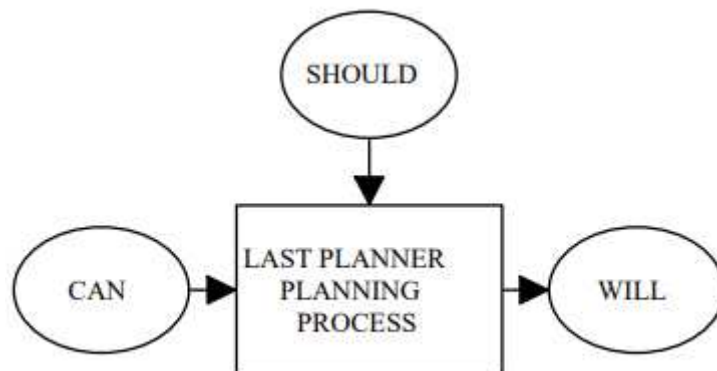 SHOULD
CAN
LAST PLANNER
PLANNING
PROCESS
WILL